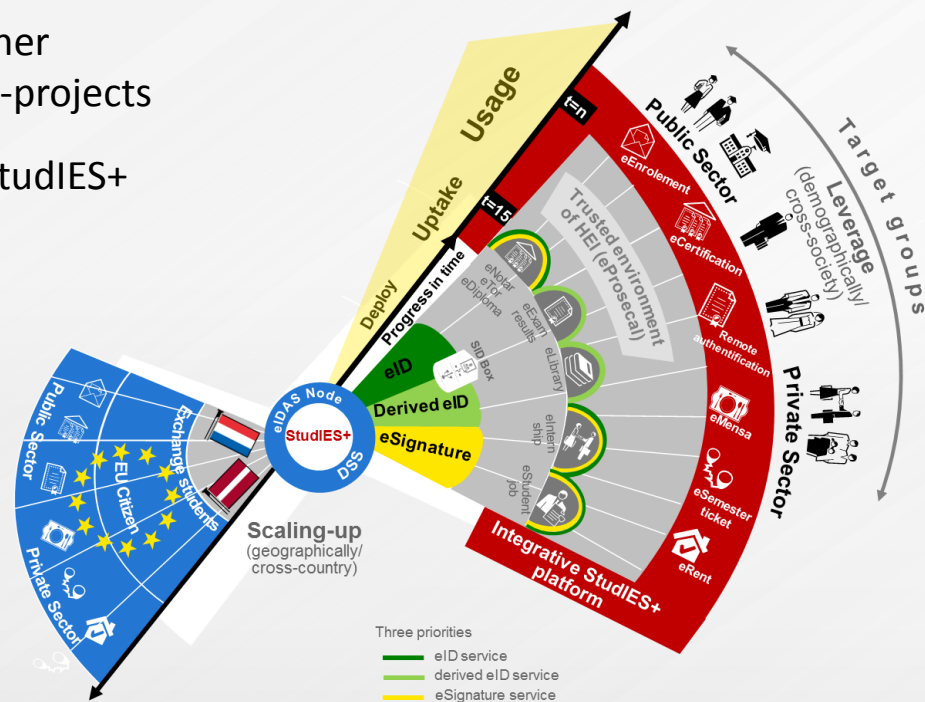 ner
-projects
tudIES+
Usage
Uptake
Deploy
Progress in time
t=n
t=15
Public Sector
Private Sector
Target groups
Leverage
(demographically/
cross-society)
eEnrolement
eCertification
Remote
authentification
eMensa
eSemester
ticket
eRent
Integrative StudIES+
platform
Trusted environment
of HEI (eProsecal)
eNotar
eTor
eDiploma
eExam
results
eLibrary
eIntern
ship
eStudent
job
SID Box
eID
Derived eID
eSignature
eIDAS Node
StudIES+
DSS
Exchange students
EU Citizen
Public Sector
Private Sector
Scaling-up
(geographically/
cross-country)
Three priorities
eID service
derived eID service
eSignature service